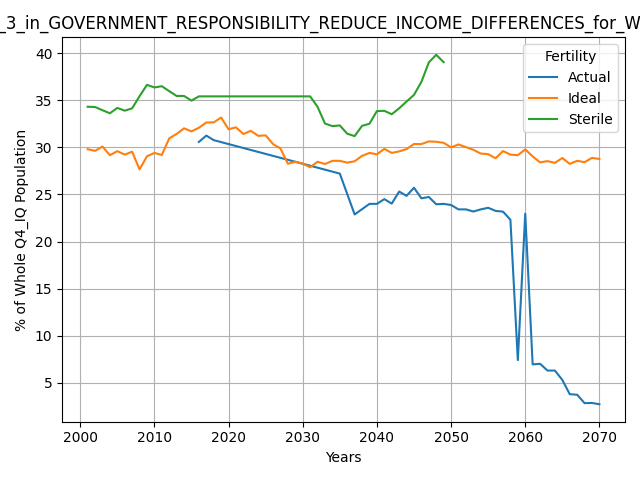 _3_in_GOVERNMENT_RESPONSIBILITY_REDUCE_INCOME_DIFFERENCES_for_W
Fertility
Actual
Ideal
Sterile
% of Whole Q4_IQ Population
40
35
30
25
20
15
10
5
2000 2010 2020 2030 2040 2050 2060 2070
Years